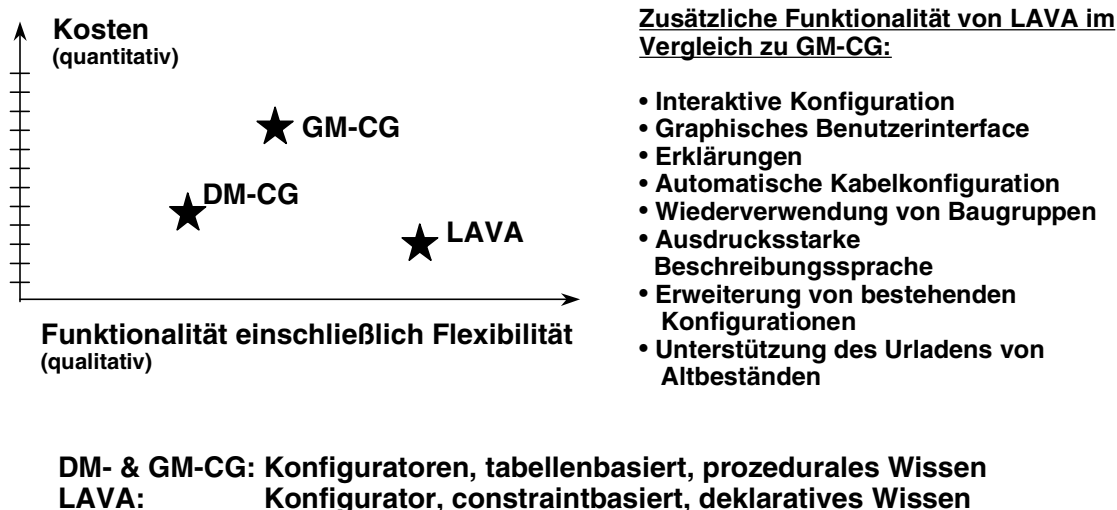 Kosten
(quantitativ)
GM-CG
DM-CG
LAVA
Funktionalität einschließlich Flexibilität
(qualitativ)
Zusätzliche Funktionalität von LAVA im
Vergleich zu GM-CG:
• Interaktive Konfiguration
• Graphisches Benutzerinterface
• Erklärungen
• Automatische Kabelkonfiguration
• Wiederverwendung von Baugruppen
• Ausdrucksstarke
Beschreibungssprache
• Erweiterung von bestehenden
Konfigurationen
• Unterstützung des Urladens von
Altbeständen
DM- & GM-CG: Konfiguratoren, tabellenbasiert, prozedurales Wissen
LAVA: Konfigurator, constraintbasiert, deklaratives Wissen